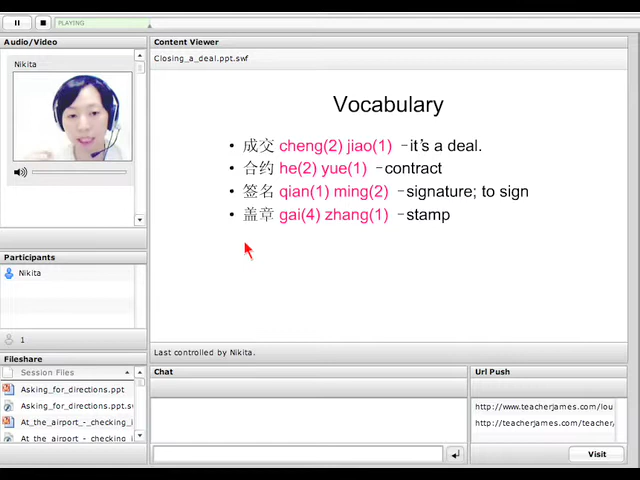 PLAYING
Audio/Video
Nikita
Content Viewer
Closing_a_deal.ppt.swf
Vocabulary
• 成交 cheng(2) jiao(1) -it's a deal.
• 合约 he(2) yue(1) -contract
• 签名 qian(1) ming(2) -signature; to sign
• 盖章 gai(4) zhang(1) -stamp
Participants
Nikita
1
Last controlled by Nikita.
Fileshare
Session Files
Asking_for_directions.ppt
Asking_for_directions.ppt.s
At_the_airport_-_checking_i
At_the_airport_-_checking_i
Chat
Url Push
http://www.teacherjames.com/lou
http://teacherjames.com/teacher,
Visit